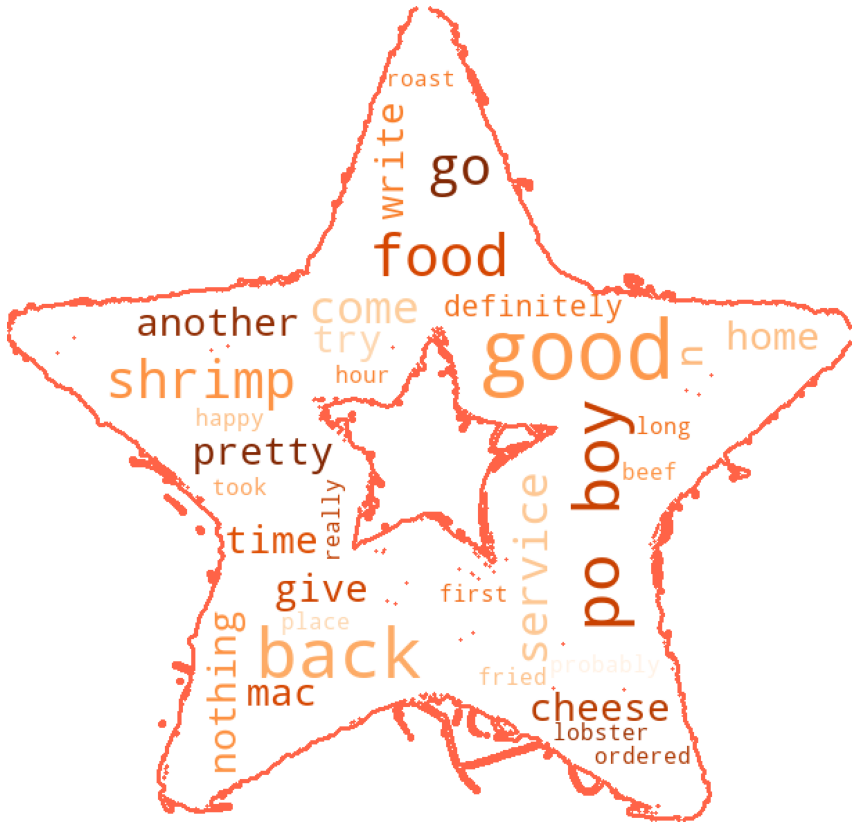 roast
write
go
food
come
definitely
another
try
good
n
home
shrimp
hour
happy
po boy
long
pretty
beef
took
really
service
time
give
first
place
back
nothing
probably
fried
mac
cheese
lobster
ordered